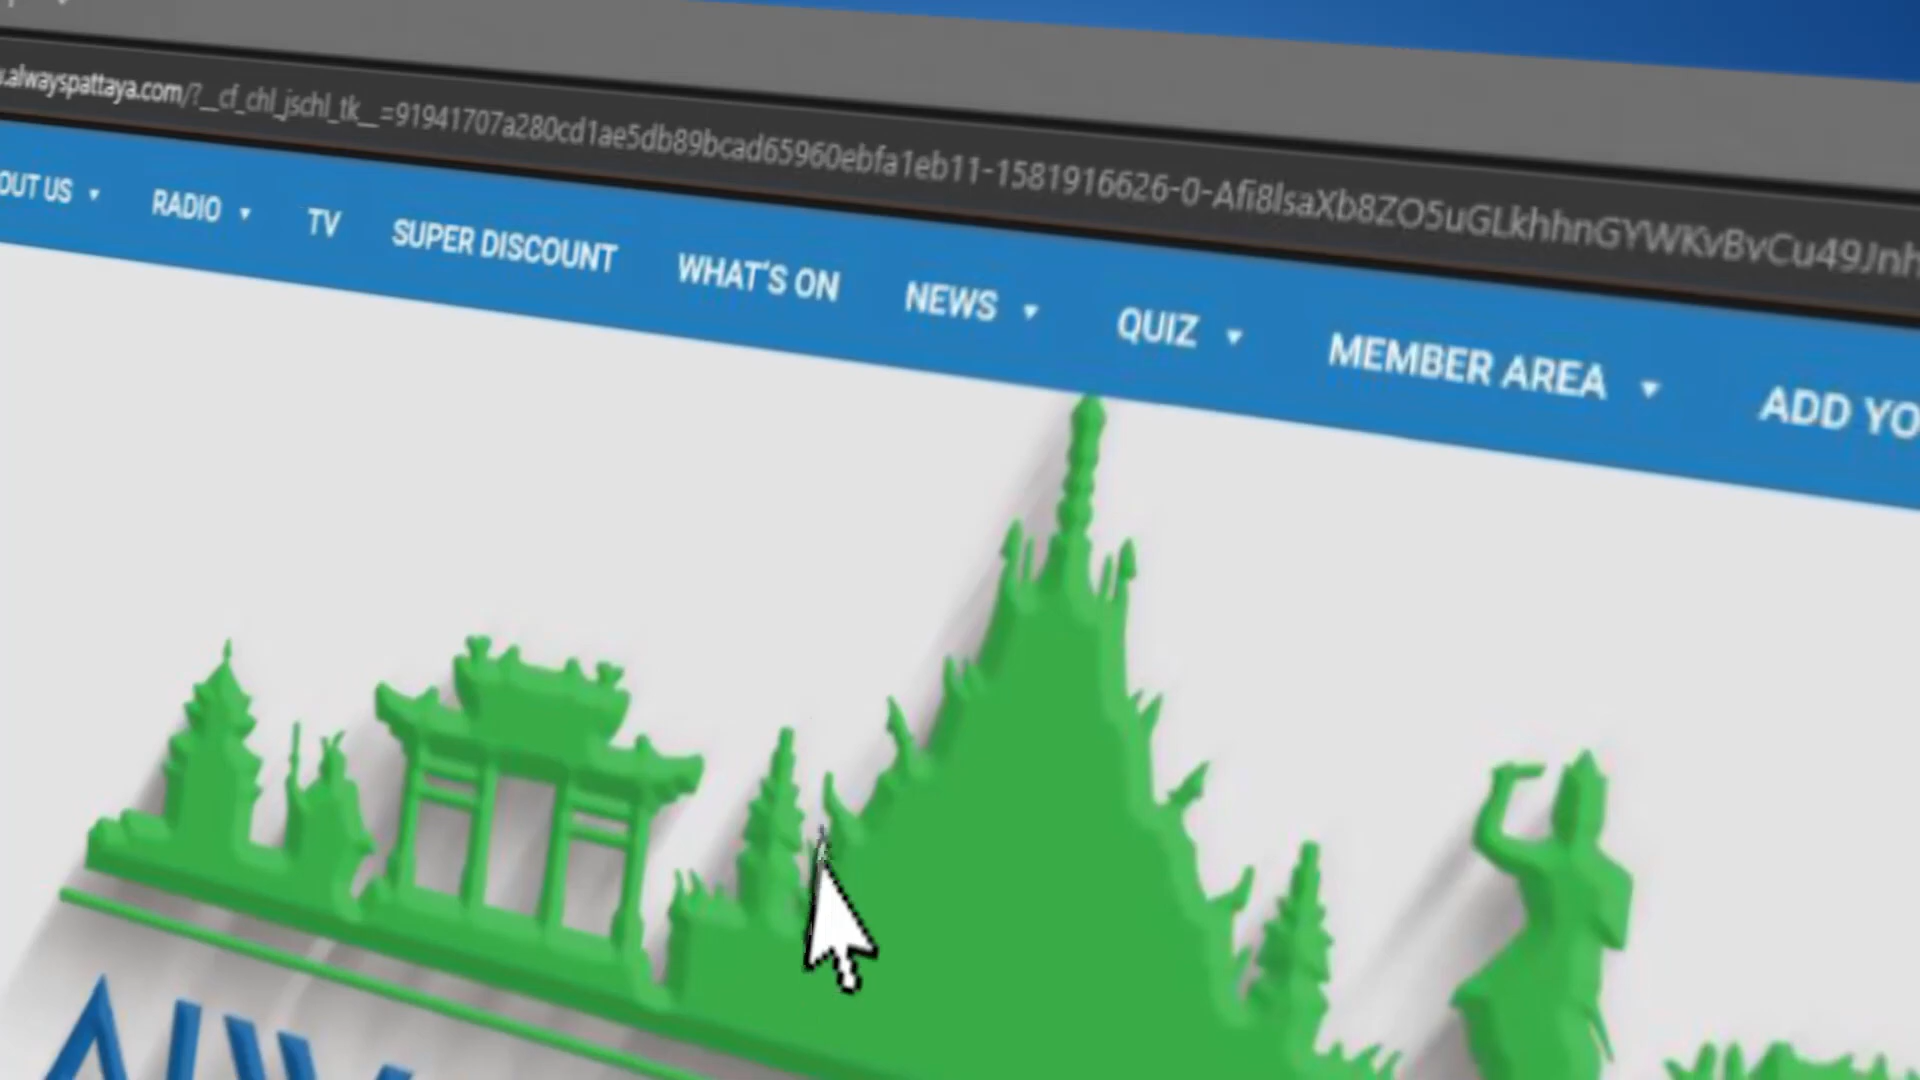 .alwayspattaya.com/?__cf_chl_jschl_tk__=91941707a280cd1ae5db89bcad65960ebfa1eb11-1581916626-0-Afi8lsaXb8ZO5uGLkhhnGYWKvBvCu49Jnh
OUT US ▼ RADIO ▼ TV SUPER DISCOUNT WHAT'S ON NEWS ▼ QUIZ ▼ MEMBER AREA ▼ ADD YO